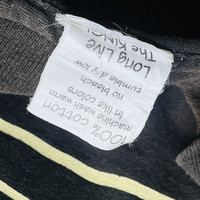 100% cotton
machine wash warm
In like colors
no bleach
tumble dry low
Long Live
The KING!